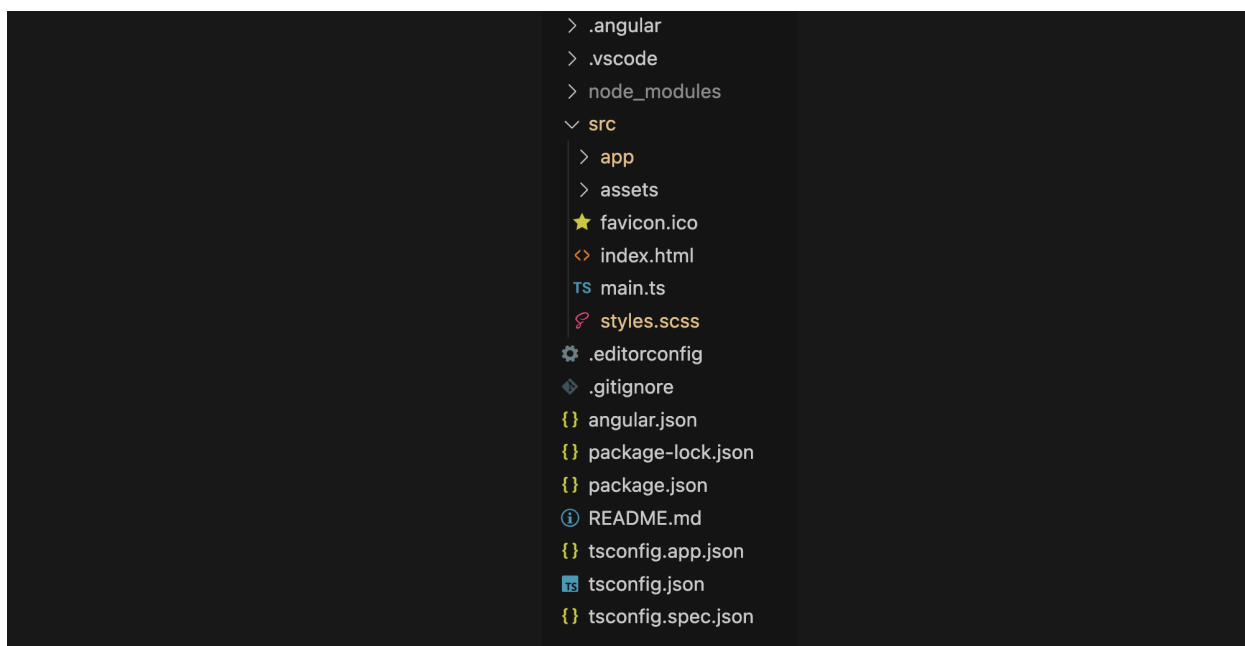 .angular
.vscode
node_modules
src
app
assets
favicon.ico
index.html
TS main.ts
styles.scss
.editorconfig
.gitignore
{} angular.json
{} package-lock.json
{} package.json
README.md
{} tsconfig.app.json
TS tsconfig.json
{} tsconfig.spec.json